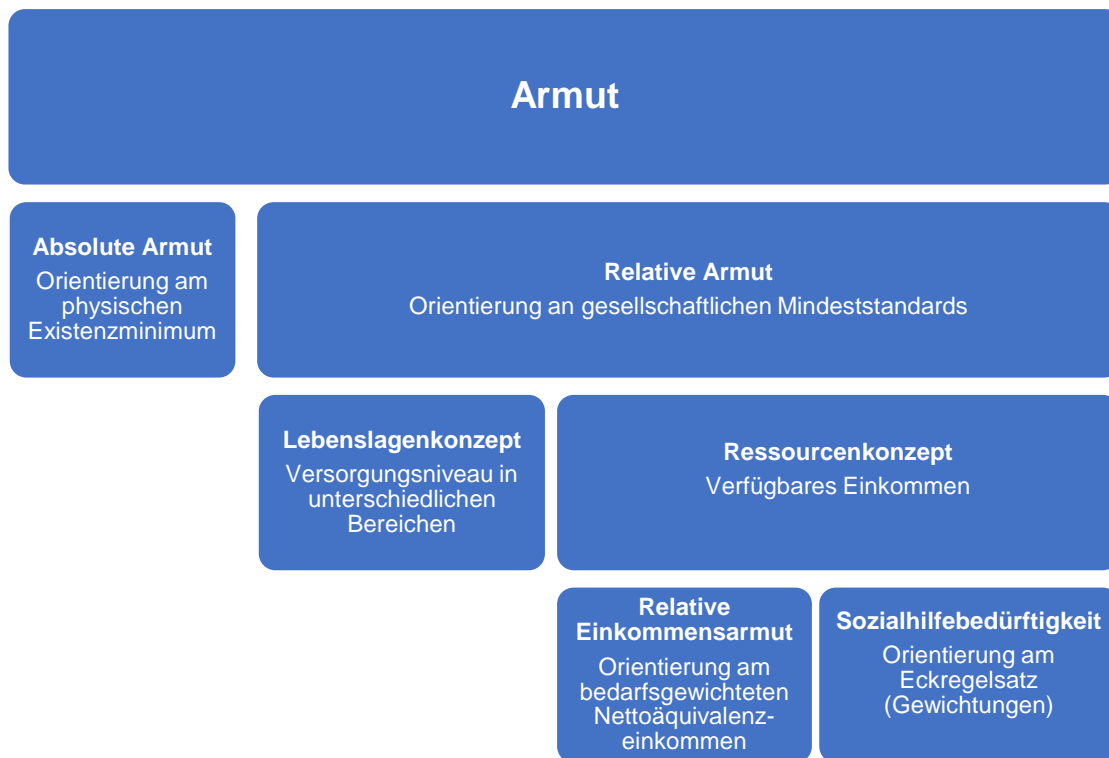 Armut
Absolute Armut
Orientierung am
physischen
Existenzminimum
Relative Armut
Orientierung an gesellschaftlichen Mindeststandards
Lebenslagenkonzept
Versorgungsniveau in
unterschiedlichen
Bereichen
Ressourcenkonzept
Verfügbares Einkommen
Relative
Einkommensarmut
Orientierung am
bedarfsgewichteten
Nettoäquivalenz-
einkommen
Sozialhilfebedürftigkeit
Orientierung am
Eckregelsatz
(Gewichtungen)